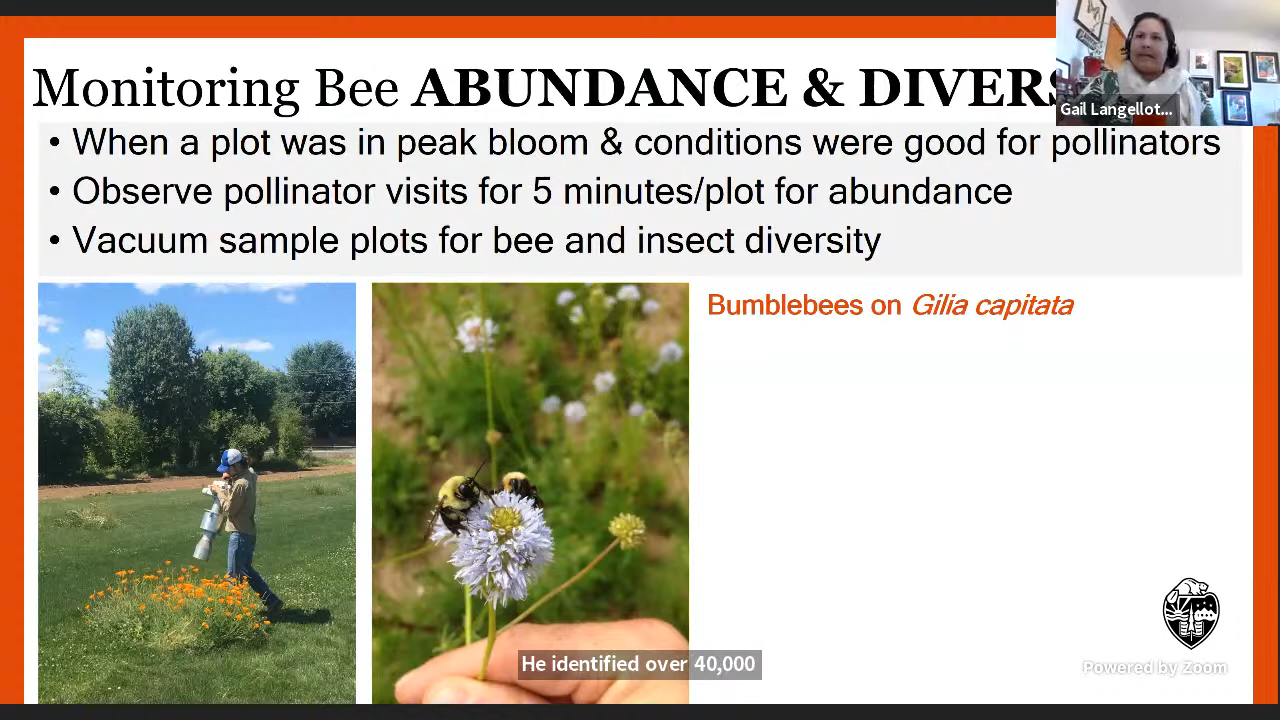 Monitoring Bee ABUNDANCE & DIVERS
Gail Langellot...
• When a plot was in peak bloom & conditions were good for pollinators
• Observe pollinator visits for 5 minutes/plot for abundance
• Vacuum sample plots for bee and insect diversity
Bumblebees on Gilia capitata
He identified over 40,000
Powered by Zoom